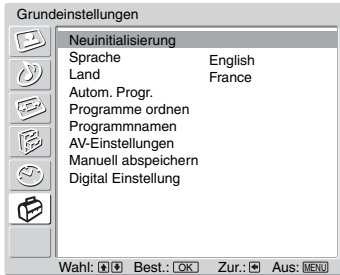 Grundeinstellungen
Neuinitialisierung
Sprache English
Land France
Autom. Progr.
Programme ordnen
Programmnamen
AV-Einstellungen
Manuell abspeichern
Digital Einstellung
Wahl: Best.: OK Zur.: Aus: MENU